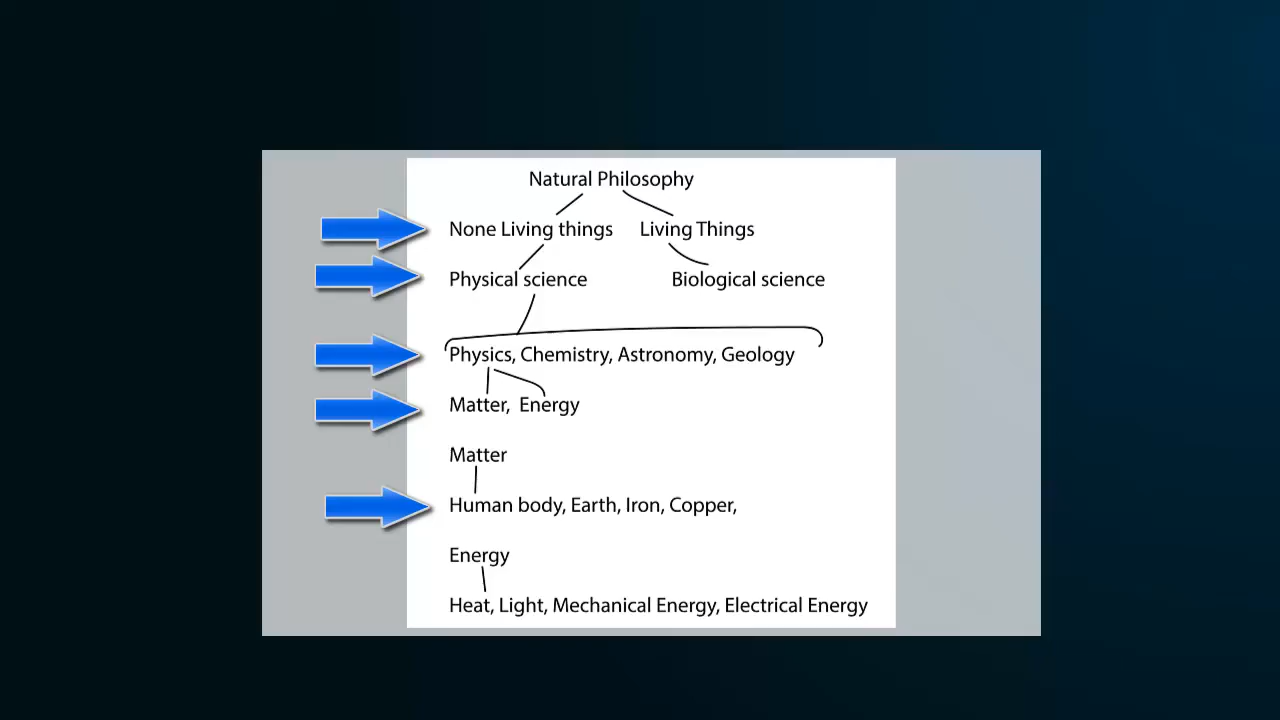 Natural Philosophy
None Living things Living Things
Physical science Biological science
Physics, Chemistry, Astronomy, Geology
Matter, Energy
Matter
Human body, Earth, Iron, Copper,
Energy
Heat, Light, Mechanical Energy, Electrical Energy